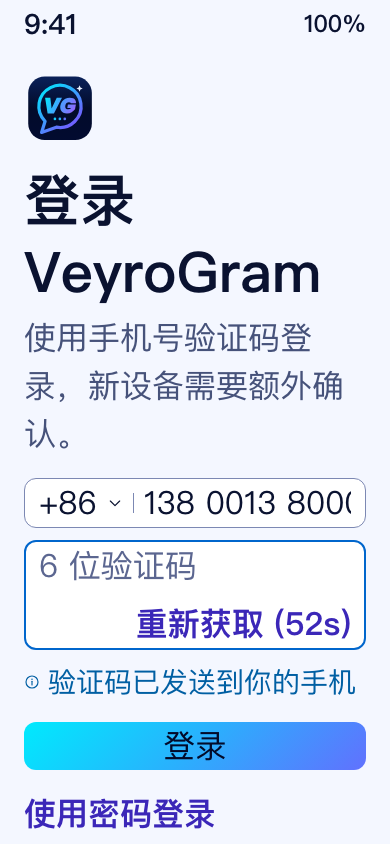 9:41 100%
VG
登录
VeyroGram
使用手机号验证码登
录，新设备需要额外确
认。
+86 138 0013 800
6 位验证码
重新获取 (52s)
验证码已发送到你的手机
登录
使用密码登录